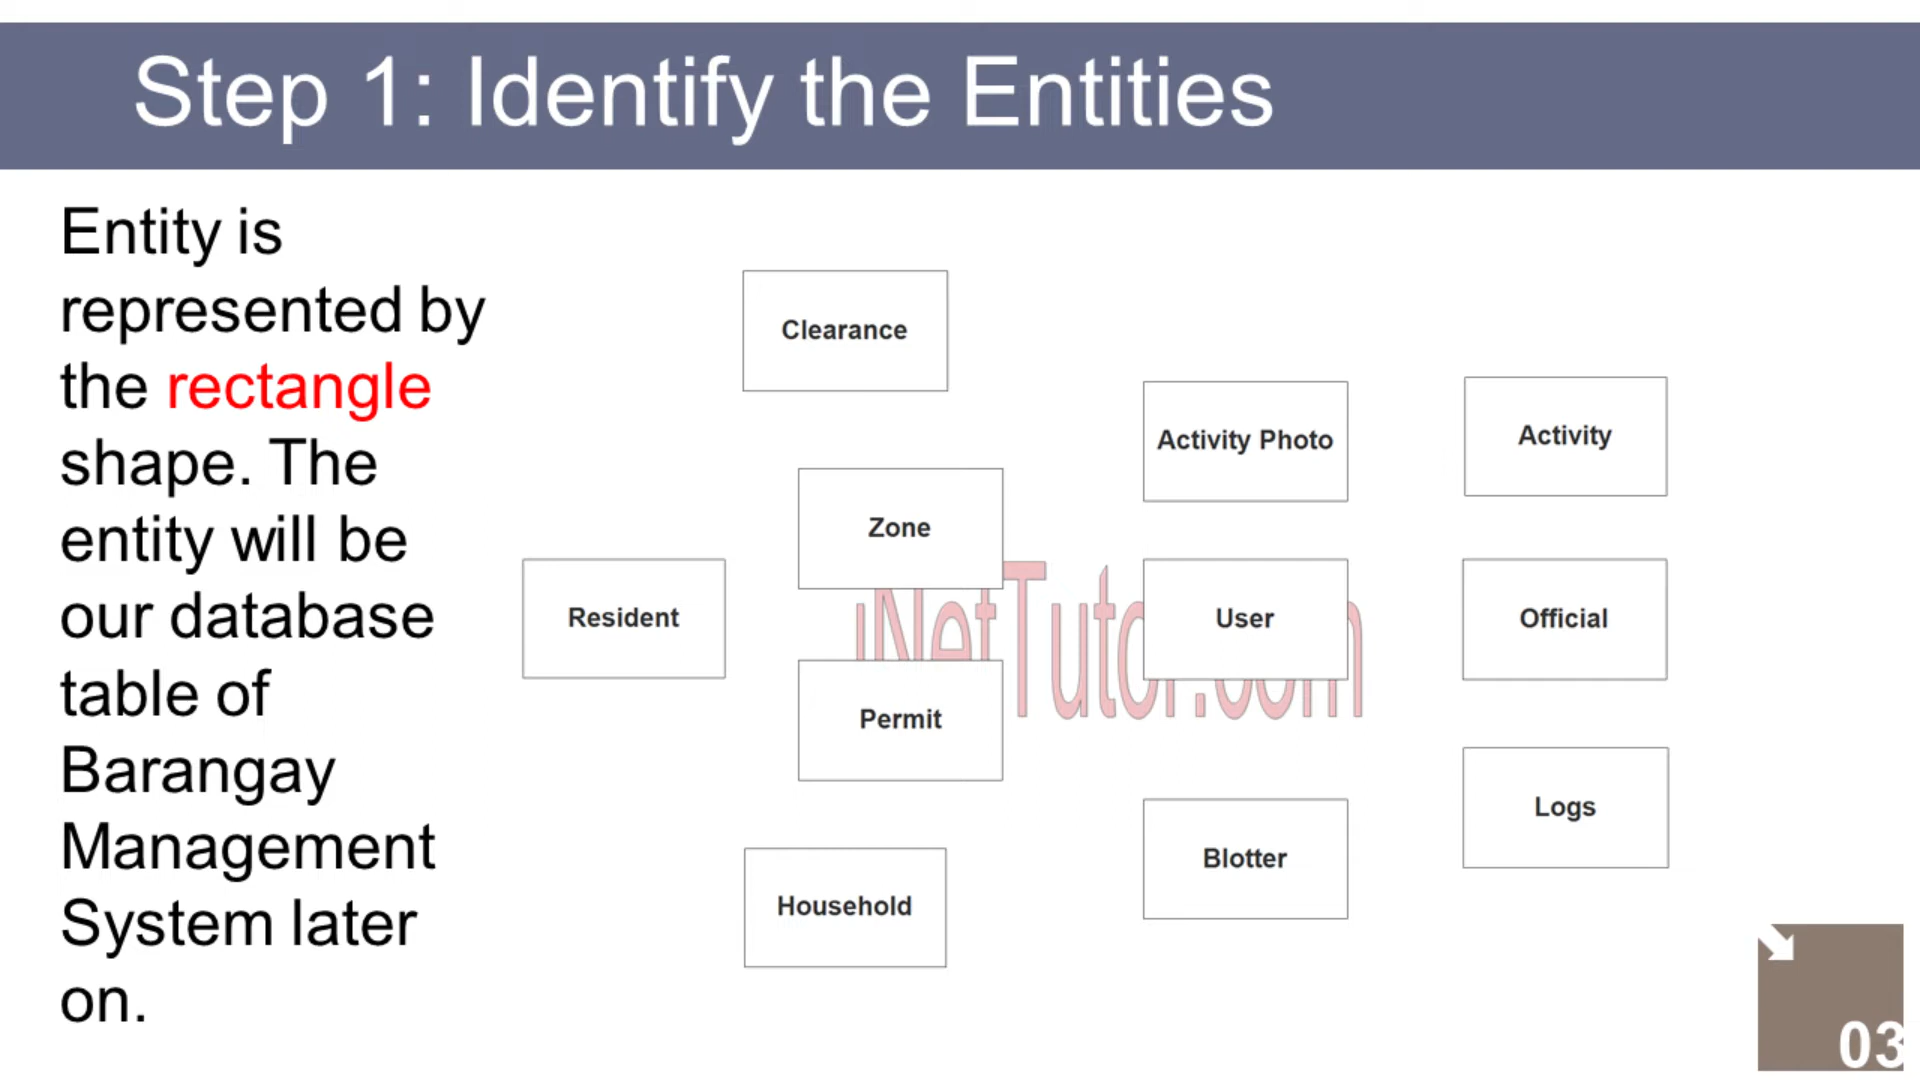 Step 1: Identify the Entities
Entity is
represented by
the rectangle
shape. The
entity will be
our database
table of
Barangay
Management
System later
on.
Clearance
Activity Photo
Activity
Zone
Resident
User
Official
iNetTutor.com
Permit
Logs
Blotter
Household
03